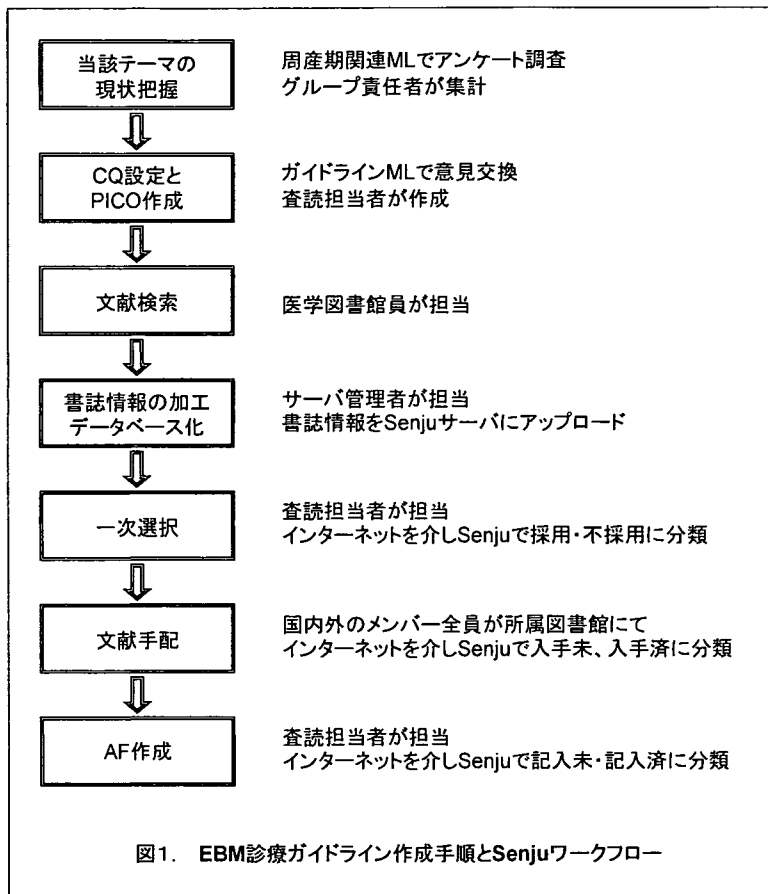 当該テーマの
現状把握
周産期関連MLでアンケート調査
グループ責任者が集計
CQ設定と
PICO作成
ガイドラインMLで意見交換
査読担当者が作成
文献検索
医学図書館員が担当
書誌情報の加工
データベース化
サーバ管理者が担当
書誌情報をSenjuサーバにアップロード
一次選択
査読担当者が担当
インターネットを介しSenjuで採用・不採用に分類
文献手配
国内外のメンバー全員が所属図書館にて
インターネットを介しSenjuで入手未、入手済に分類
AF作成
査読担当者が担当
インターネットを介しSenjuで記入未・記入済に分類
図1. EBM診療ガイドライン作成手順とSenjuワークフロー